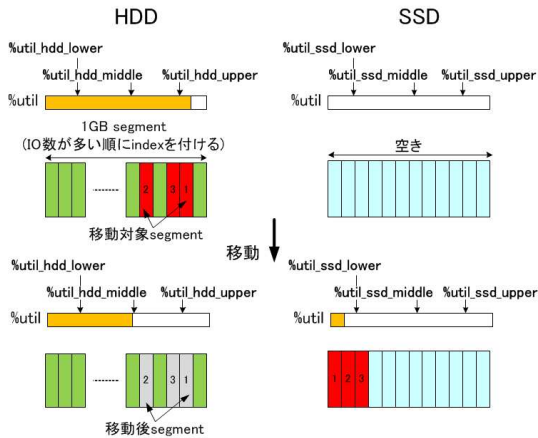 HDD
SSD
%util_hdd_lower
%util_hdd_middle
%util_hdd_upper
%util
%util_ssd_lower
%util_ssd_middle
%util_ssd_upper
%util
1GB segment
(IO数が多い順にindexを付ける)
空き
2
3
1
移動対象segment
移動
%util_hdd_lower
%util_hdd_middle
%util_hdd_upper
%util
%util_ssd_lower
%util_ssd_middle
%util_ssd_upper
%util
2
3
1
移動後segment
1
2
3